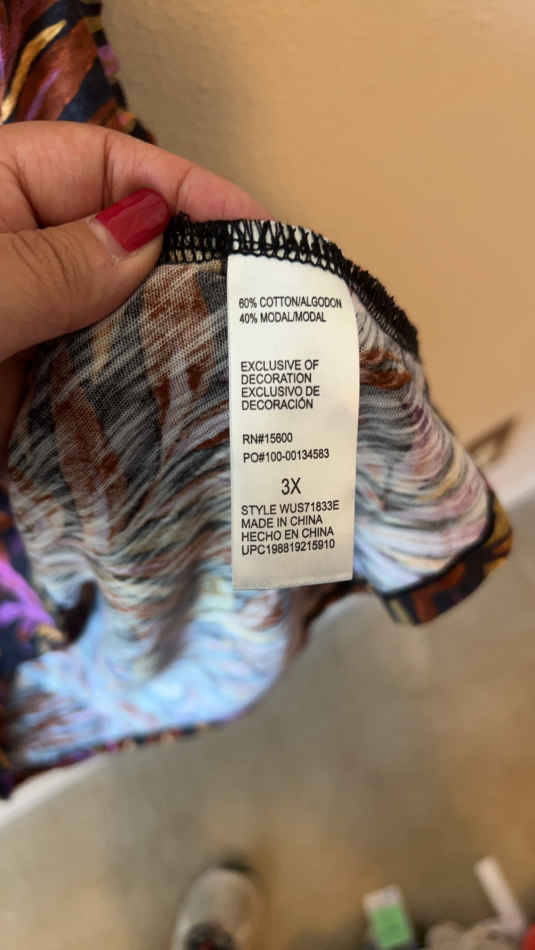 60% COTTON/ALGODON
40% MODAL/MODAL
EXCLUSIVE OF
DECORATION
EXCLUSIVO DE
DECORACIÓN
RN#15600
PO#100-00134583
3X
STYLE WUS71833E
MADE IN CHINA
HECHO EN CHINA
UPC198819215910